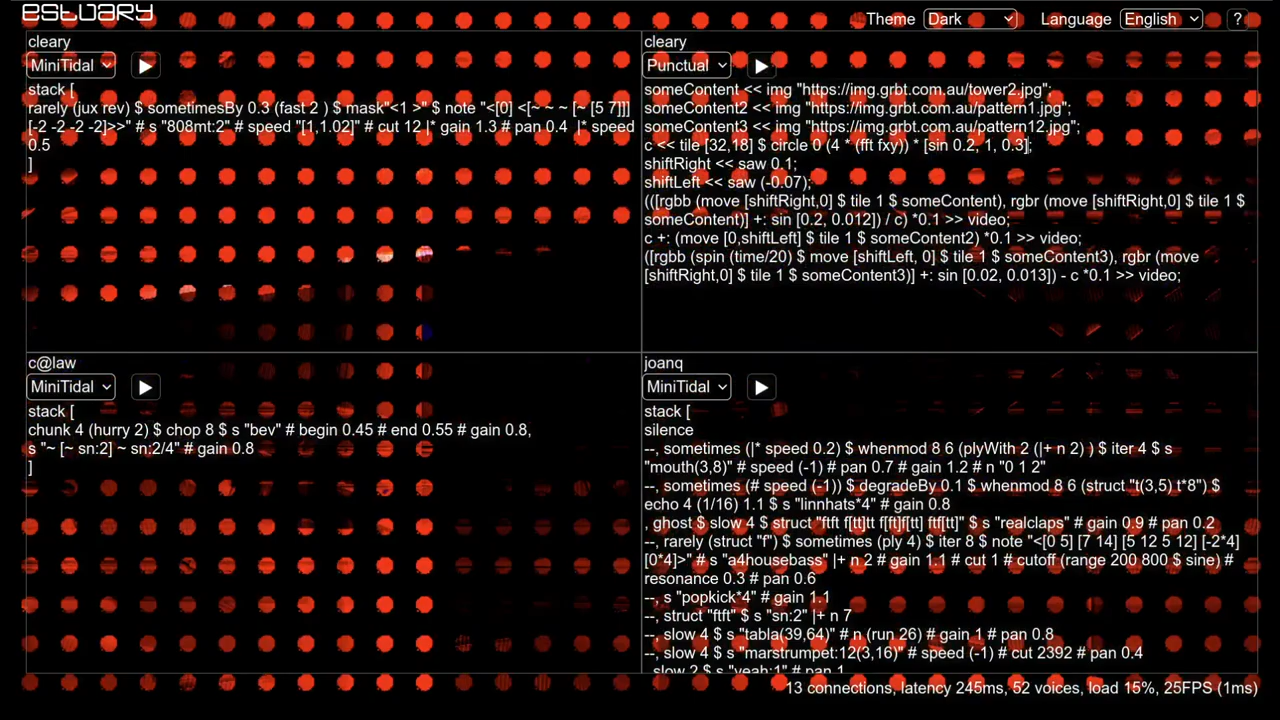 estuary
Theme Dark Language English ?
cleary
MiniTidal
stack [
rarely (jux rev) $ sometimesBy 0.3 (fast 2 ) $ mask"<1 >" $ note "<[0] <[~ ~ ~ [~ [5 7]]]
[-2 -2 -2 -2]>>" # s "808mt:2" # speed "[1,1.02]" # cut 12 |* gain 1.3 # pan 0.4 |* speed
0.5
]
cleary
Punctual
someContent << img "https://img.grbt.com.au/tower2.jpg";
someContent2 << img "https://img.grbt.com.au/pattern1.jpg";
someContent3 << img "https://img.grbt.com.au/pattern12.jpg";
c << tile [32,18] $ circle 0 (4 * (fft fxy)) * [sin 0.2, 1, 0.3];
shiftRight << saw 0.1;
shiftLeft << saw (-0.07);
(([rgbb (move [shiftRight,0] $ tile 1 $ someContent), rgbr (move [shiftRight,0] $ tile 1 $
someContent)] +: sin [0.2, 0.012]) / c) *0.1 >> video;
c +: (move [0,shiftLeft] $ tile 1 $ someContent2) *0.1 >> video;
([rgbb (spin (time/20) $ move [shiftLeft, 0] $ tile 1 $ someContent3), rgbr (move
[shiftRight,0] $ tile 1 $ someContent3)] +: sin [0.02, 0.013]) - c *0.1 >> video;
c@law
MiniTidal
stack [
chunk 4 (hurry 2) $ chop 8 $ s "bev" # begin 0.45 # end 0.55 # gain 0.8,
s "~ [~ sn:2] ~ sn:2/4" # gain 0.8
]
joanq
MiniTidal
stack [
silence
--, sometimes (|* speed 0.2) $ whenmod 8 6 (plyWith 2 (|+ n 2) ) $ iter 4 $ s
"mouth(3,8)" # speed (-1) # pan 0.7 # gain 1.2 # n "0 1 2"
--, sometimes (# speed (-1)) $ degradeBy 0.1 $ whenmod 8 6 (struct "t(3,5) t*8") $
echo 4 (1/16) 1.1 $ s "linnhats*4" # gain 0.8
, ghost $ slow 4 $ struct "ftft f[tt]tt f[ft]f[tt] ftf[tt]" $ s "realclaps" # gain 0.9 # pan 0.2
--, rarely (struct "f") $ sometimes (ply 4) $ iter 8 $ note "<[0 5] [7 14] [5 12 5 12] [-2*4]
[0*4]>" # s "a4housebass" |+ n 2 # gain 1.1 # cut 1 # cutoff (range 200 800 $ sine) #
resonance 0.3 # pan 0.6
--, s "popkick*4" # gain 1.1
--, struct "ftft" $ s "sn:2" |+ n 7
--, slow 4 $ s "tabla(39,64)" # n (run 26) # gain 1 # pan 0.8
--, slow 4 $ s "marstrumpet:12(3,16)" # speed (-1) # cut 2392 # pan 0.4
, slow 2 $ s "yeah:1" # pan 1
13 connections, latency 245ms, 52 voices, load 15%, 25FPS (1ms)